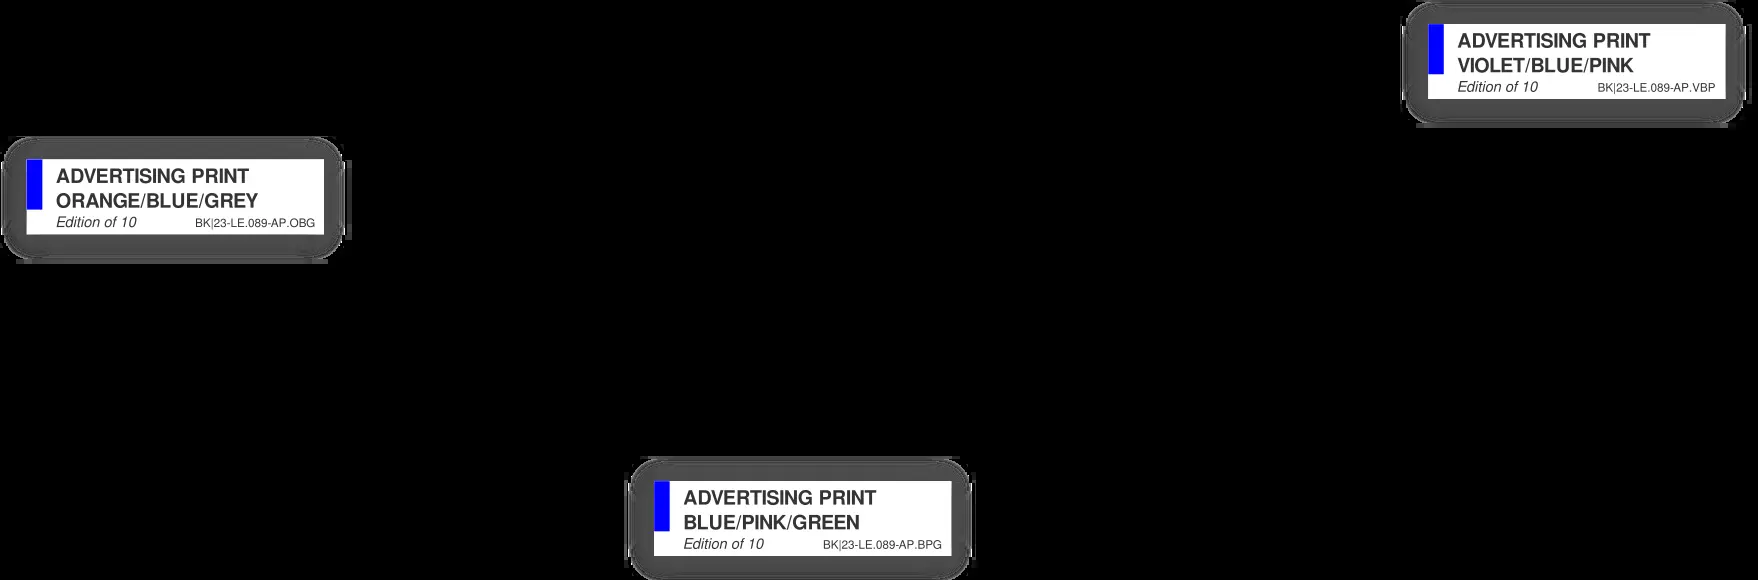 ADVERTISING PRINT
VIOLET/BLUE/PINK
Edition of 10 BK|23-LE.089-AP.VBP
ADVERTISING PRINT
ORANGE/BLUE/GREY
Edition of 10 BK|23-LE.089-AP.OBG
ADVERTISING PRINT
BLUE/PINK/GREEN
Edition of 10 BK|23-LE.089-AP.BPG